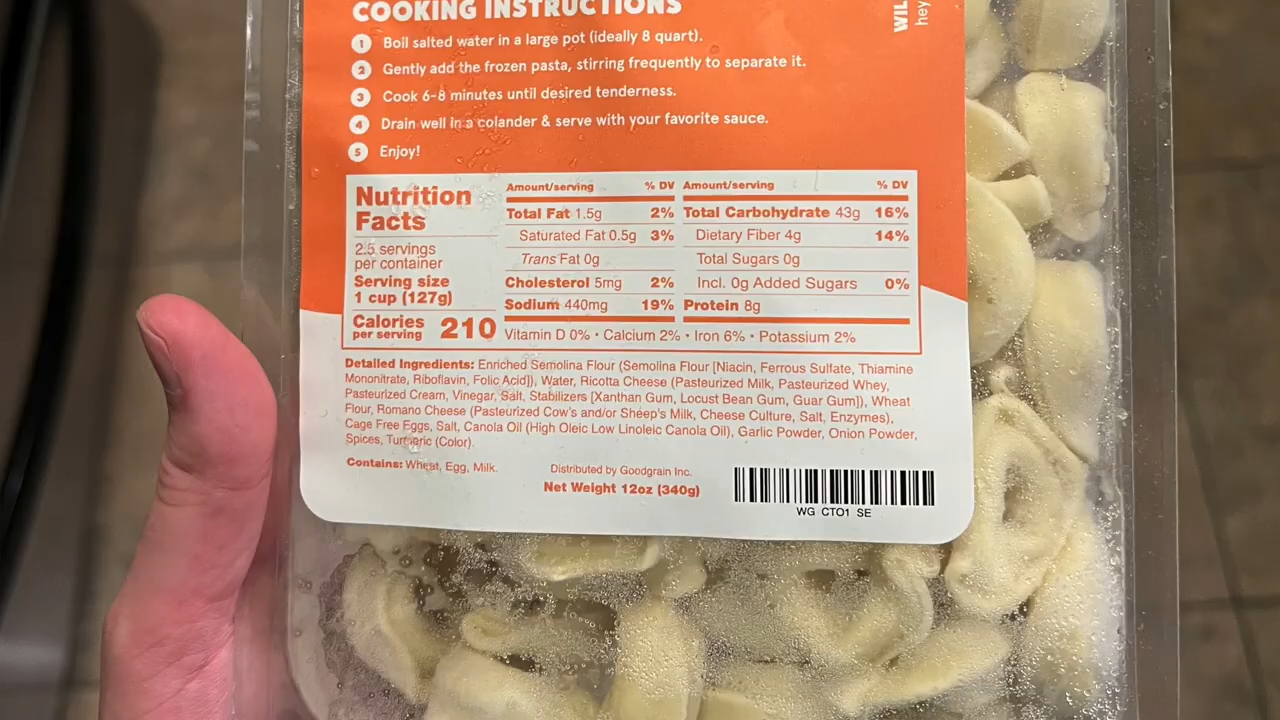 COOKING INSTRUCTIONS
WIL
hey
1 Boil salted water in a large pot (ideally 8 quart).
2 Gently add the frozen pasta, stirring frequently to separate it.
3 Cook 6-8 minutes until desired tenderness.
4 Drain well in a colander & serve with your favorite sauce.
5 Enjoy!
Nutrition
Facts
2.5 servings
per container
Serving size
1 cup (127g)
Calories
per serving
210
Amount/serving % DV
Total Fat 1.5g 2%
Saturated Fat 0.5g 3%
Trans Fat 0g
Cholesterol 5mg 2%
Sodium 440mg 19%
Amount/serving % DV
Total Carbohydrate 43g 16%
Dietary Fiber 4g 14%
Total Sugars 0g
Incl. 0g Added Sugars 0%
Protein 8g
Vitamin D 0% • Calcium 2% • Iron 6% • Potassium 2%
Detailed Ingredients: Enriched Semolina Flour (Semolina Flour [Niacin, Ferrous Sulfate, Thiamine
Mononitrate, Riboflavin, Folic Acid]), Water, Ricotta Cheese (Pasteurized Milk, Pasteurized Whey,
Pasteurized Cream, Vinegar, Salt, Stabilizers [Xanthan Gum, Locust Bean Gum, Guar Gum]), Wheat
Flour, Romano Cheese (Pasteurized Cow's and/or Sheep's Milk, Cheese Culture, Salt, Enzymes),
Cage Free Eggs, Salt, Canola Oil (High Oleic Low Linoleic Canola Oil), Garlic Powder, Onion Powder,
Spices, Turmeric (Color).
Contains: Wheat, Egg, Milk.
Distributed by Goodgrain Inc.
Net Weight 12oz (340g)
WG CTO1 SE